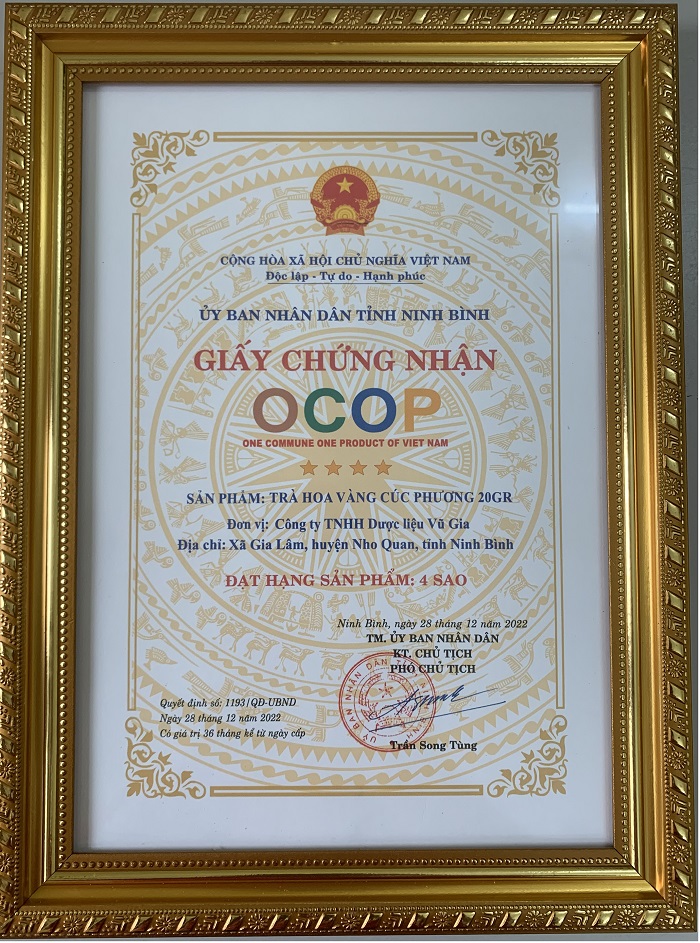 CỘNG HÒA XÃ HỘI CHỦ NGHĨA VIỆT NAM
Độc lập - Tự do - Hạnh phúc
ỦY BAN NHÂN DÂN TỈNH NINH BÌNH
GIẤY CHỨNG NHẬN
OCOP
ONE COMMUNE ONE PRODUCT OF VIET NAM
SẢN PHẨM: TRÀ HOA VÀNG CÚC PHƯƠNG 20GR
Đơn vị: Công ty TNHH Dược liệu Vũ Gia
Địa chỉ: Xã Gia Lâm, huyện Nho Quan, tỉnh Ninh Bình
ĐẠT HẠNG SẢN PHẨM: 4 SAO
Ninh Bình, ngày 28 tháng 12 năm 2022
TM. ỦY BAN NHÂN DÂN
KT. CHỦ TỊCH
PHÓ CHỦ TỊCH
Quyết định số: 1193/QĐ-UBND
Ngày 28 tháng 12 năm 2022
Có giá trị 36 tháng kể từ ngày cấp
ỦY BAN NHÂN DÂN
Trần Song Tùng